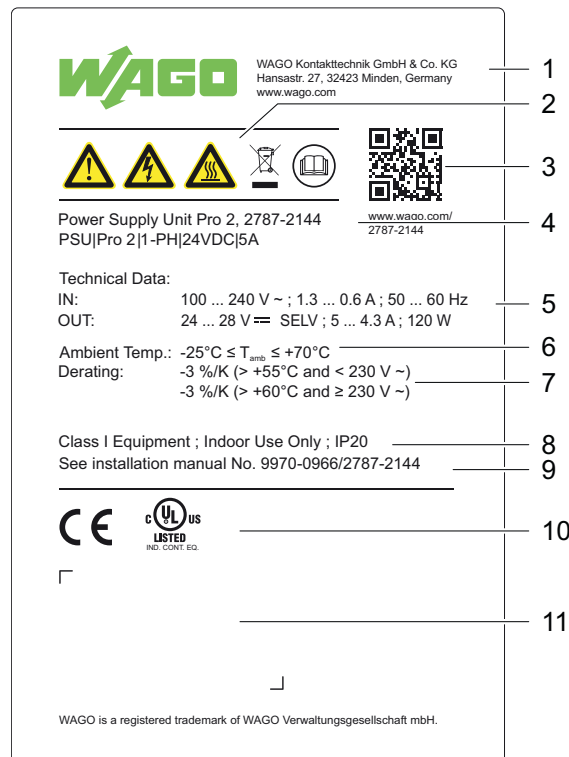 WAGO
WAGO Kontakttechnik GmbH & Co. KG
Hansastr. 27, 32423 Minden, Germany
www.wago.com
1
2
3
Power Supply Unit Pro 2, 2787-2144
PSU|Pro 2|1-PH|24VDC|5A
www.wago.com/
2787-2144
4
Technical Data:
IN: 100 ... 240 V ~ ; 1.3 ... 0.6 A ; 50 ... 60 Hz
5
OUT: 24 ... 28 V ⎓ SELV ; 5 ... 4.3 A ; 120 W
Ambient Temp.: -25°C ≤ Tamb ≤ +70°C
6
Derating: -3 %/K (> +55°C and < 230 V ~)
-3 %/K (> +60°C and ≥ 230 V ~)
7
Class I Equipment ; Indoor Use Only ; IP20
8
See installation manual No. 9970-0966/2787-2144
9
CE
C UL US
LISTED
IND. CONT. EQ.
10
11
WAGO is a registered trademark of WAGO Verwaltungsgesellschaft mbH.